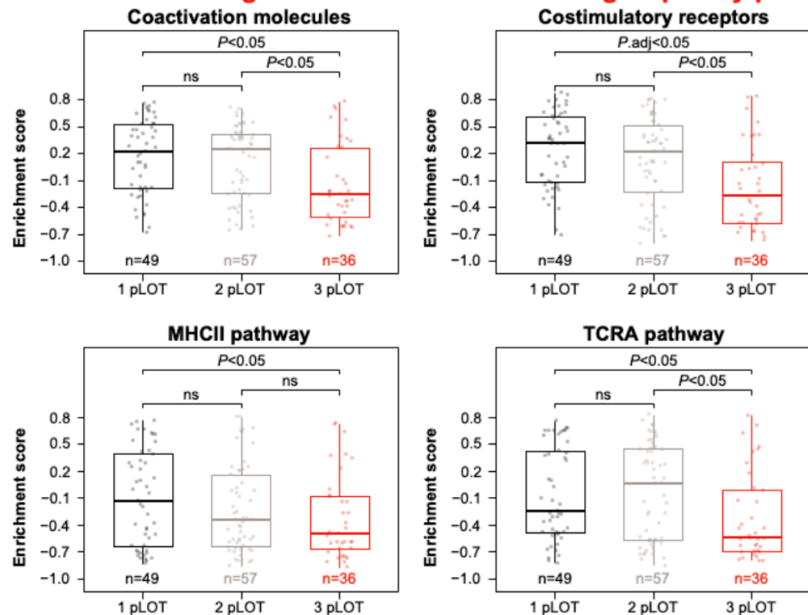 Coactivation molecules
P<0.05
ns
P<0.05
Enrichment score
0.8
0.5
0.2
−0.1
−0.4
−0.7
−1.0
n=49
n=57
n=36
1 pLOT
2 pLOT
3 pLOT
Costimulatory receptors
P.adj<0.05
ns
P<0.05
Enrichment score
0.8
0.5
0.2
−0.1
−0.4
−0.7
−1.0
n=49
n=57
n=36
1 pLOT
2 pLOT
3 pLOT
MHCII pathway
P<0.05
ns
ns
Enrichment score
0.8
0.5
0.2
−0.1
−0.4
−0.7
−1.0
n=49
n=57
n=36
1 pLOT
2 pLOT
3 pLOT
TCRA pathway
P<0.05
ns
P<0.05
Enrichment score
0.8
0.5
0.2
−0.1
−0.4
−0.7
−1.0
n=49
n=57
n=36
1 pLOT
2 pLOT
3 pLOT